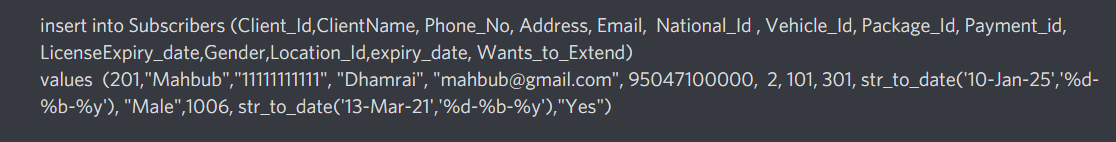 insert into Subscribers (Client_Id,ClientName, Phone_No, Address, Email,  National_Id , Vehicle_Id, Package_Id, Payment_id,
LicenseExpiry_date,Gender,Location_Id,expiry_date, Wants_to_Extend)
values  (201,"Mahbub","11111111111", "Dhamrai", "mahbub@gmail.com", 95047100000,  2, 101, 301, str_to_date('10-Jan-25','%d-
%b-%y'), "Male",1006, str_to_date('13-Mar-21','%d-%b-%y'),"Yes")